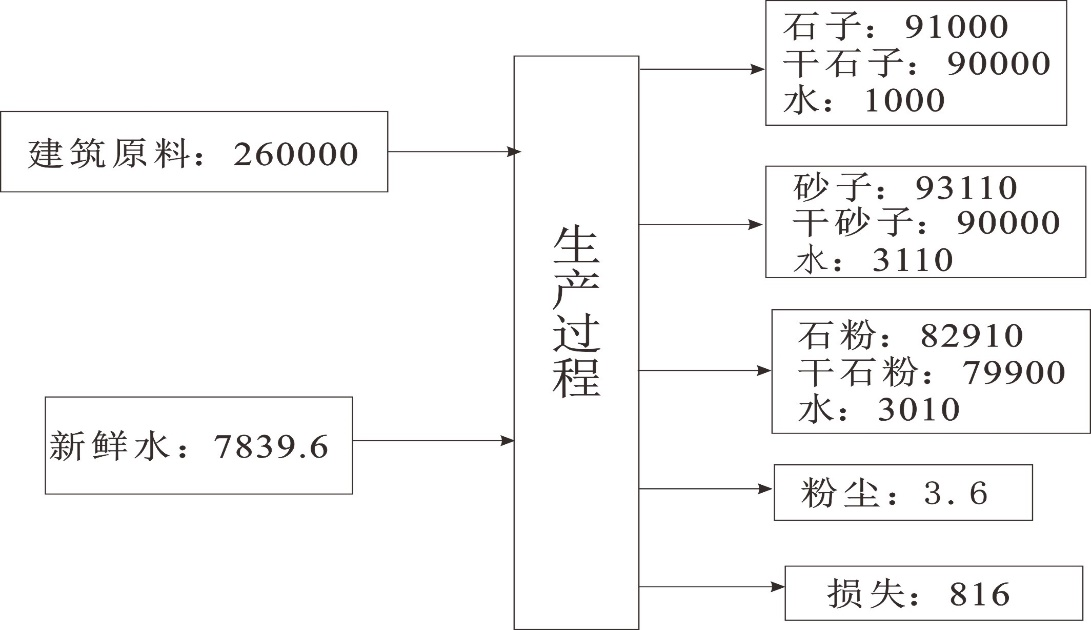 建筑原料：260000
新鲜水：7839.6
生产过程
石子：91000
干石子：90000
水：1000
砂子：93110
干砂子：90000
水：3110
石粉：82910
干石粉：79900
水：3010
粉尘：3.6
损失：816